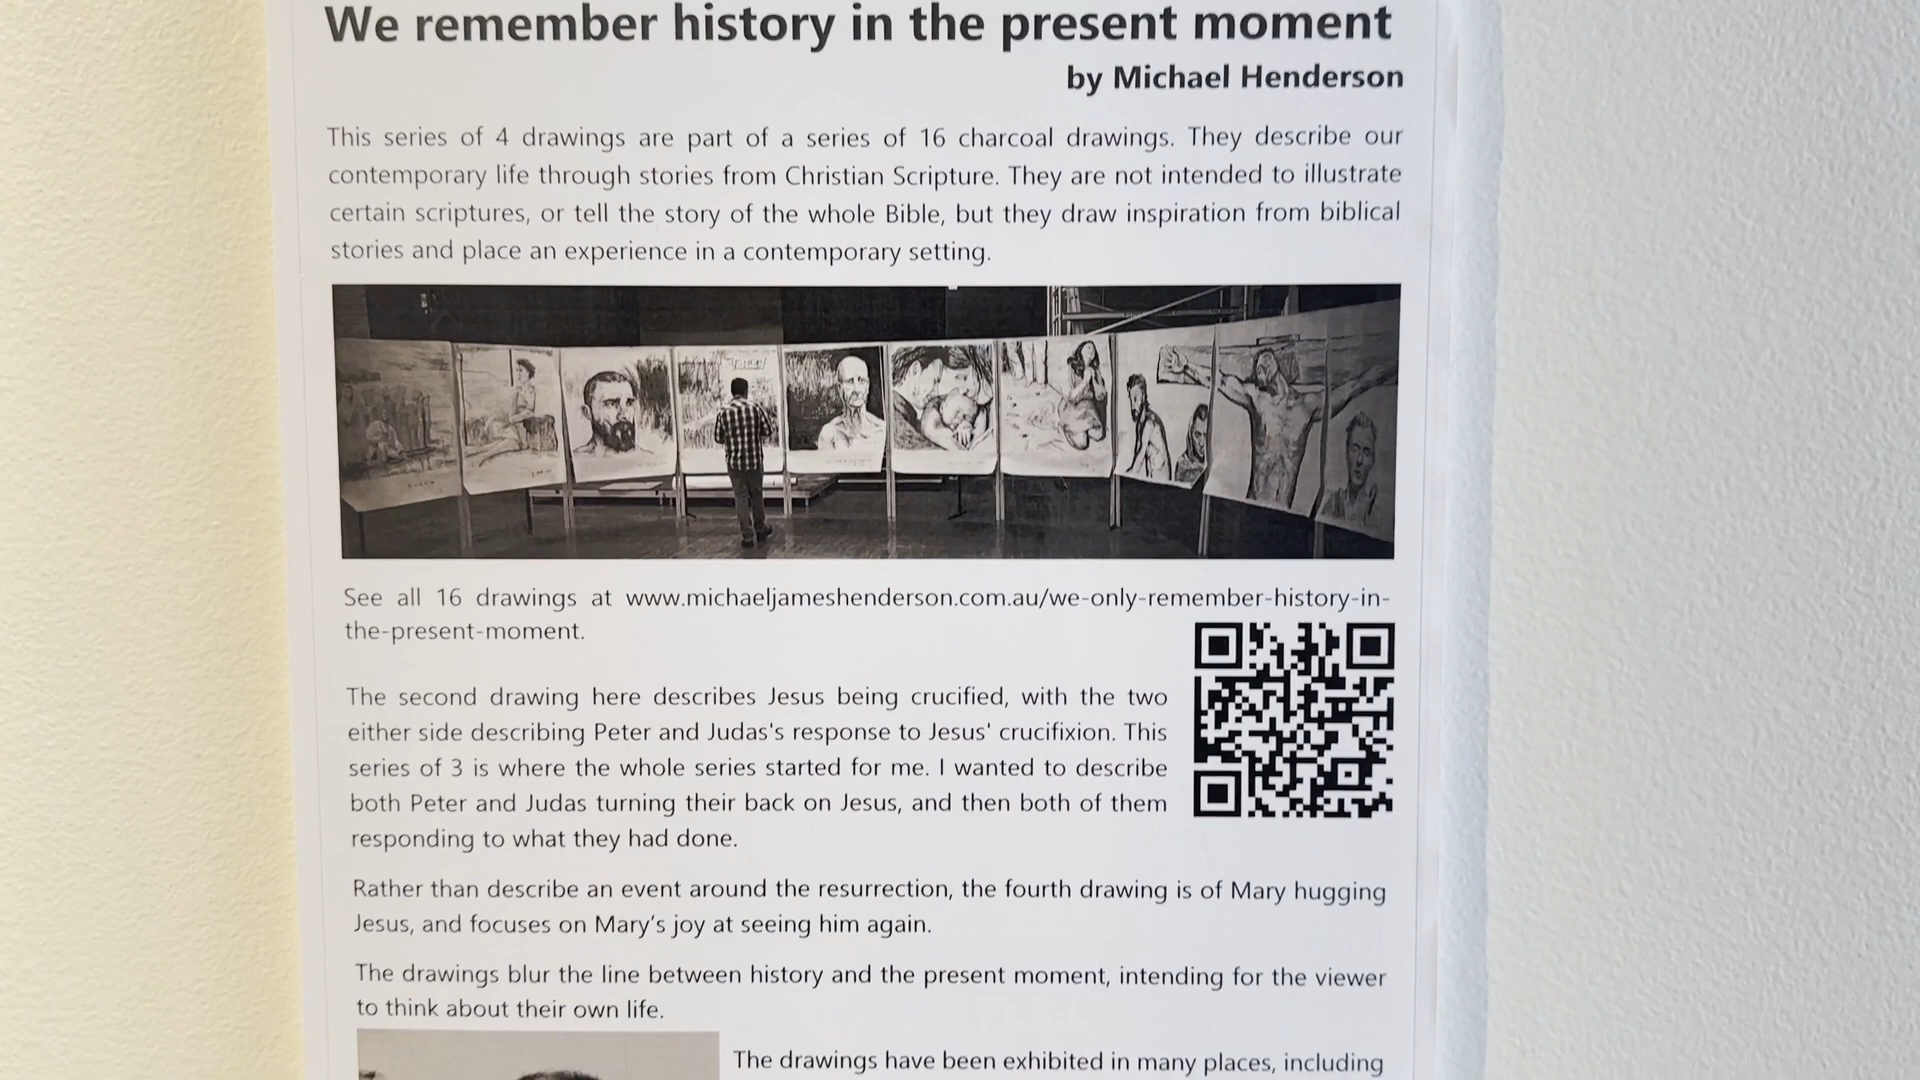 We remember history in the present moment
by Michael Henderson
This series of 4 drawings are part of a series of 16 charcoal drawings. They describe our
contemporary life through stories from Christian Scripture. They are not intended to illustrate
certain scriptures, or tell the story of the whole Bible, but they draw inspiration from biblical
stories and place an experience in a contemporary setting.
See all 16 drawings at www.michaeljameshenderson.com.au/we-only-remember-history-in-
the-present-moment.
The second drawing here describes Jesus being crucified, with the two
either side describing Peter and Judas's response to Jesus' crucifixion. This
series of 3 is where the whole series started for me. I wanted to describe
both Peter and Judas turning their back on Jesus, and then both of them
responding to what they had done.
Rather than describe an event around the resurrection, the fourth drawing is of Mary hugging
Jesus, and focuses on Mary’s joy at seeing him again.
The drawings blur the line between history and the present moment, intending for the viewer
to think about their own life.
The drawings have been exhibited in many places, including